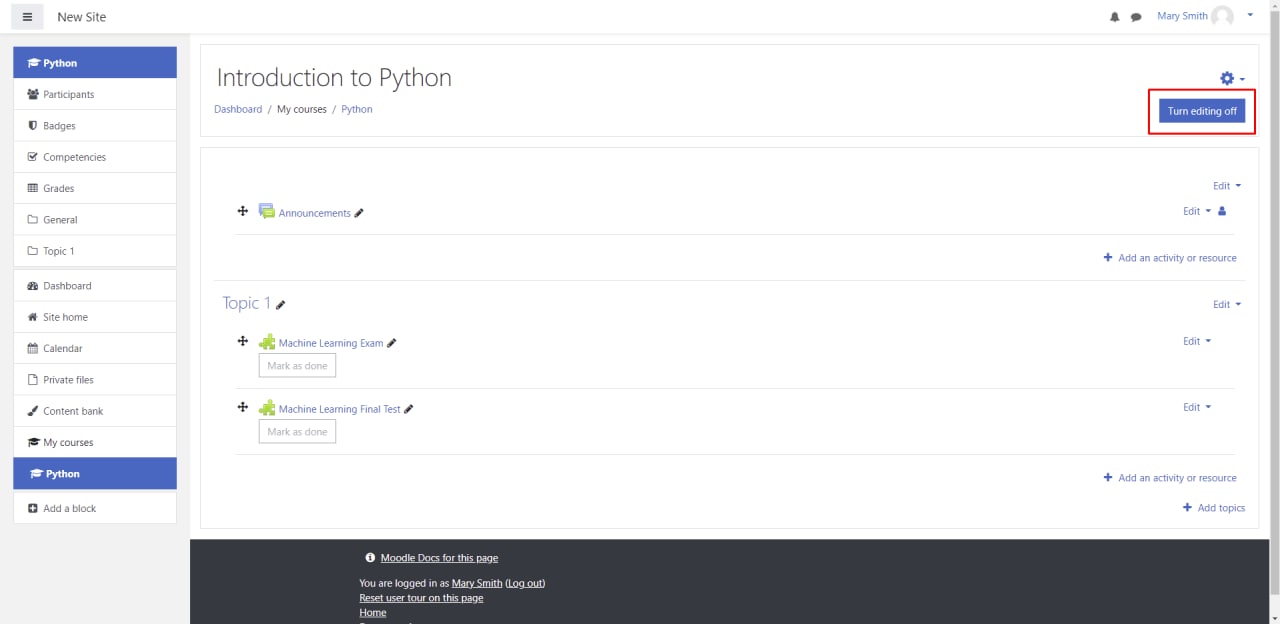 New Site
Mary Smith
Python
Participants
Badges
Competencies
Grades
General
Topic 1
Dashboard
Site home
Calendar
Private files
Content bank
My courses
Python
Add a block
Introduction to Python
Dashboard / My courses / Python
Turn editing off
Edit
Announcements
Edit
Add an activity or resource
Topic 1
Edit
Machine Learning Exam
Edit
Mark as done
Machine Learning Final Test
Edit
Mark as done
Add an activity or resource
Add topics
Moodle Docs for this page
You are logged in as Mary Smith (Log out)
Reset user tour on this page
Home